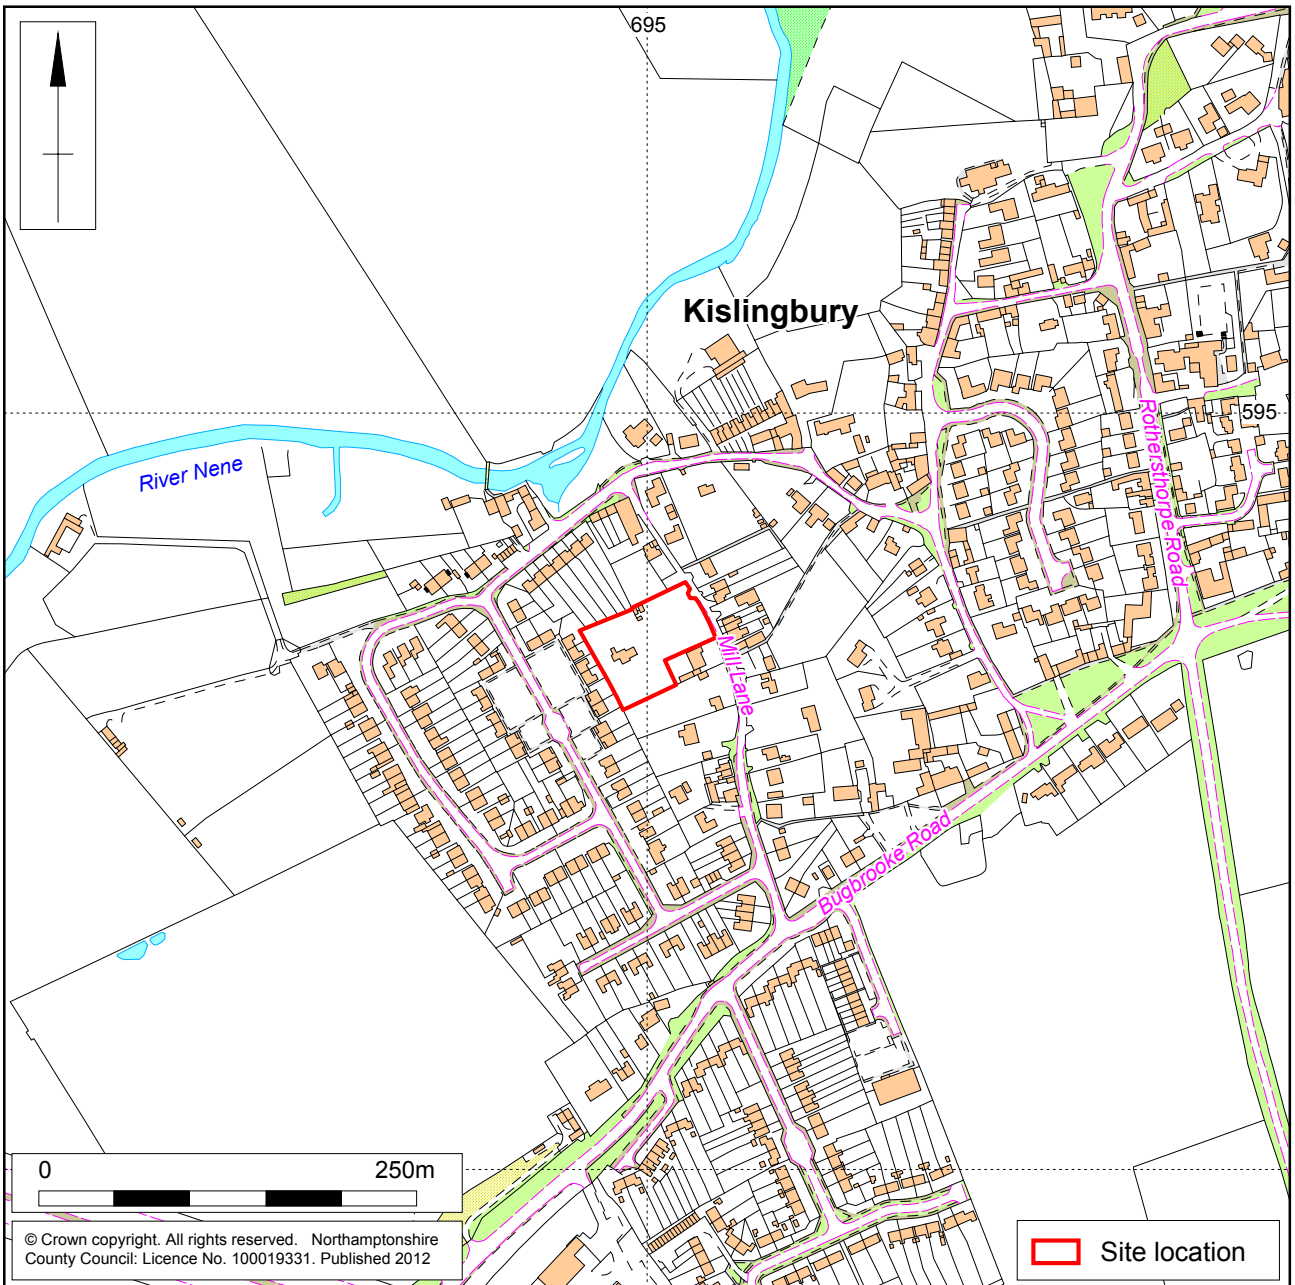 695
Kislingbury
595
River Nene
Rothersthorpe Road
Mill Lane
Bugbrooke Road
0 250m
© Crown copyright. All rights reserved. Northamptonshire
County Council: Licence No. 100019331. Published 2012
Site location